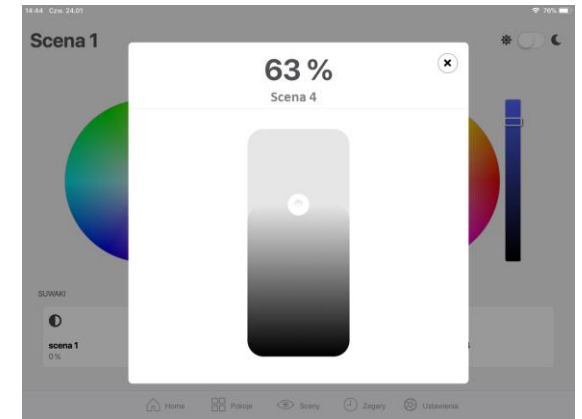 14:44 Czw. 24.01
76%
Scena 1
63 %
Scena 4
SUWAKI
scena 1
0 %
Home
Pokoje
Sceny
Zegary
Ustawienia